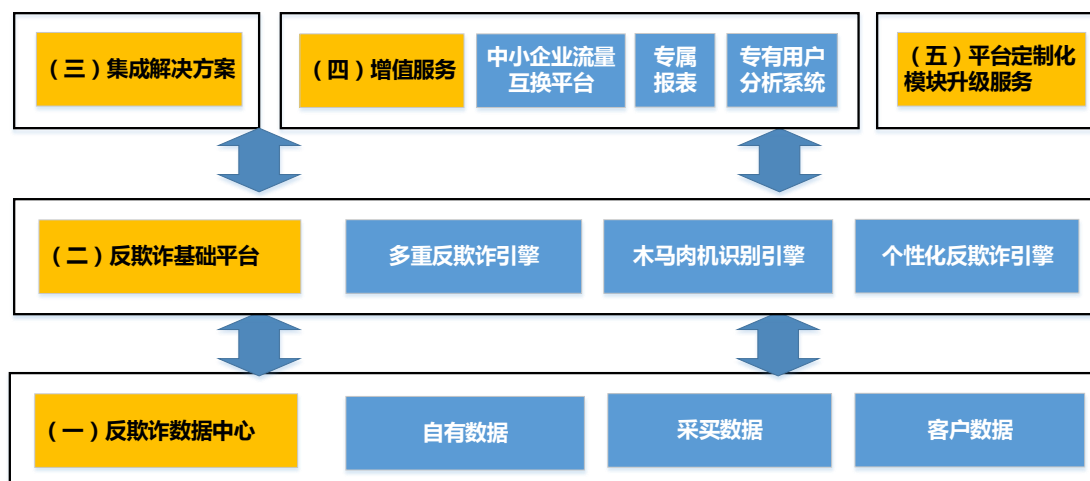 （三）集成解决方案
（四）增值服务
中小企业流量
互换平台
专属
报表
专有用户
分析系统
（五）平台定制化
模块升级服务
（二）反欺诈基础平台
多重反欺诈引擎
木马肉机识别引擎
个性化反欺诈引擎
（一）反欺诈数据中心
自有数据
采买数据
客户数据